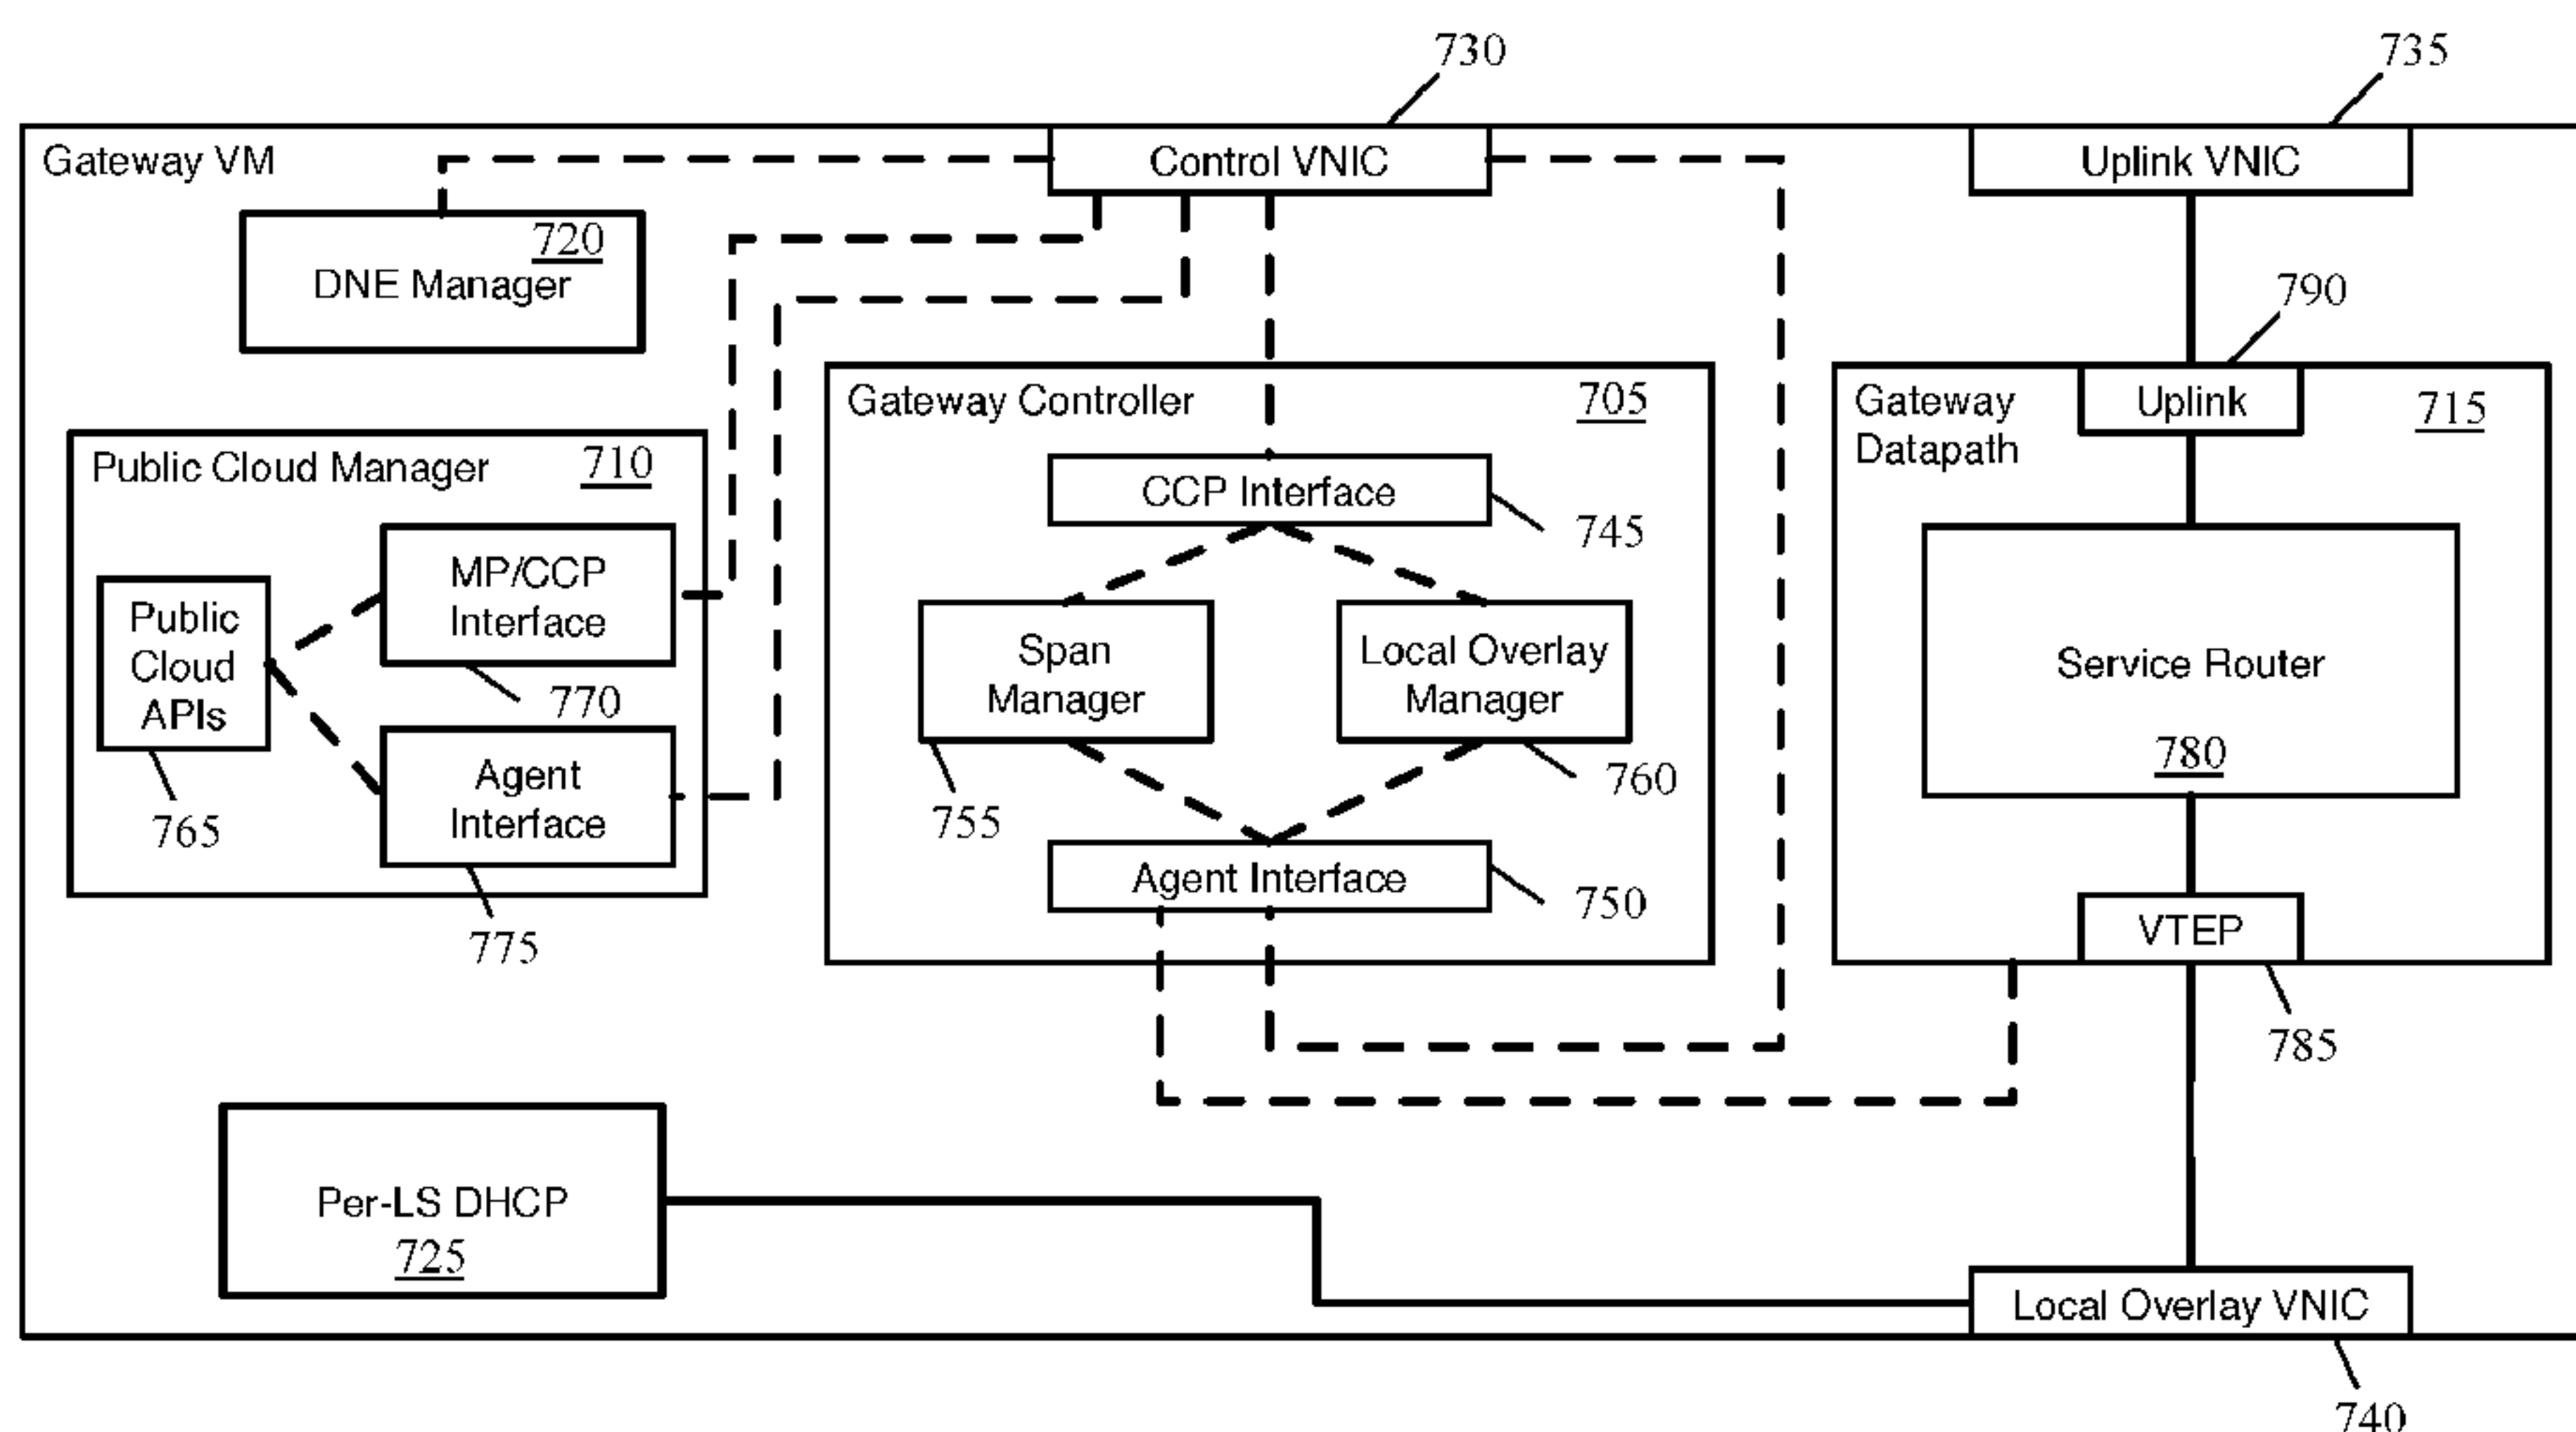 730
735
Gateway VM
Control VNIC
Uplink VNIC
720
DNE Manager
790
Gateway Controller
705
Gateway
Datapath
Uplink
715
Public Cloud Manager
710
CCP Interface
745
MP/CCP
Interface
770
Public
Cloud
APIs
765
Agent
Interface
775
Span
Manager
755
Local Overlay
Manager
760
Agent Interface
750
Service Router
780
VTEP
785
Per-LS DHCP
725
Local Overlay VNIC
740